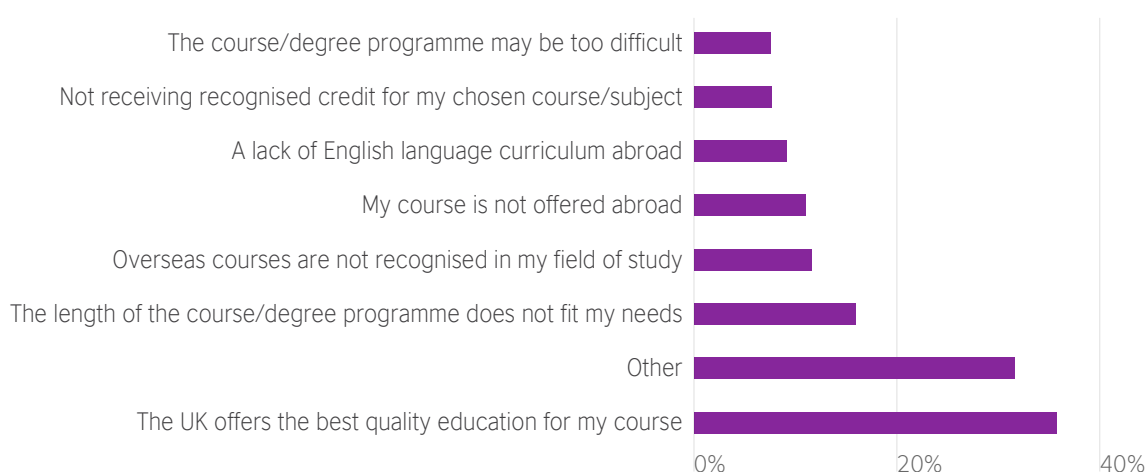 The course/degree programme may be too difficult
Not receiving recognised credit for my chosen course/subject
A lack of English language curriculum abroad
My course is not offered abroad
Overseas courses are not recognised in my field of study
The length of the course/degree programme does not fit my needs
Other
The UK offers the best quality education for my course
0% 20% 40%